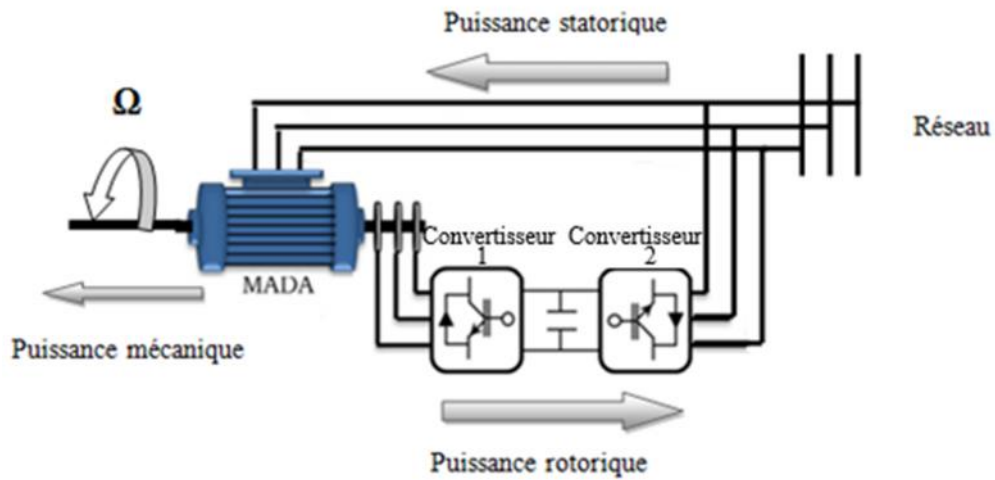 Puissance statorique
Ω
Réseau
Convertisseur
1
Convertisseur
2
MADA
Puissance mécanique
Puissance rotorique